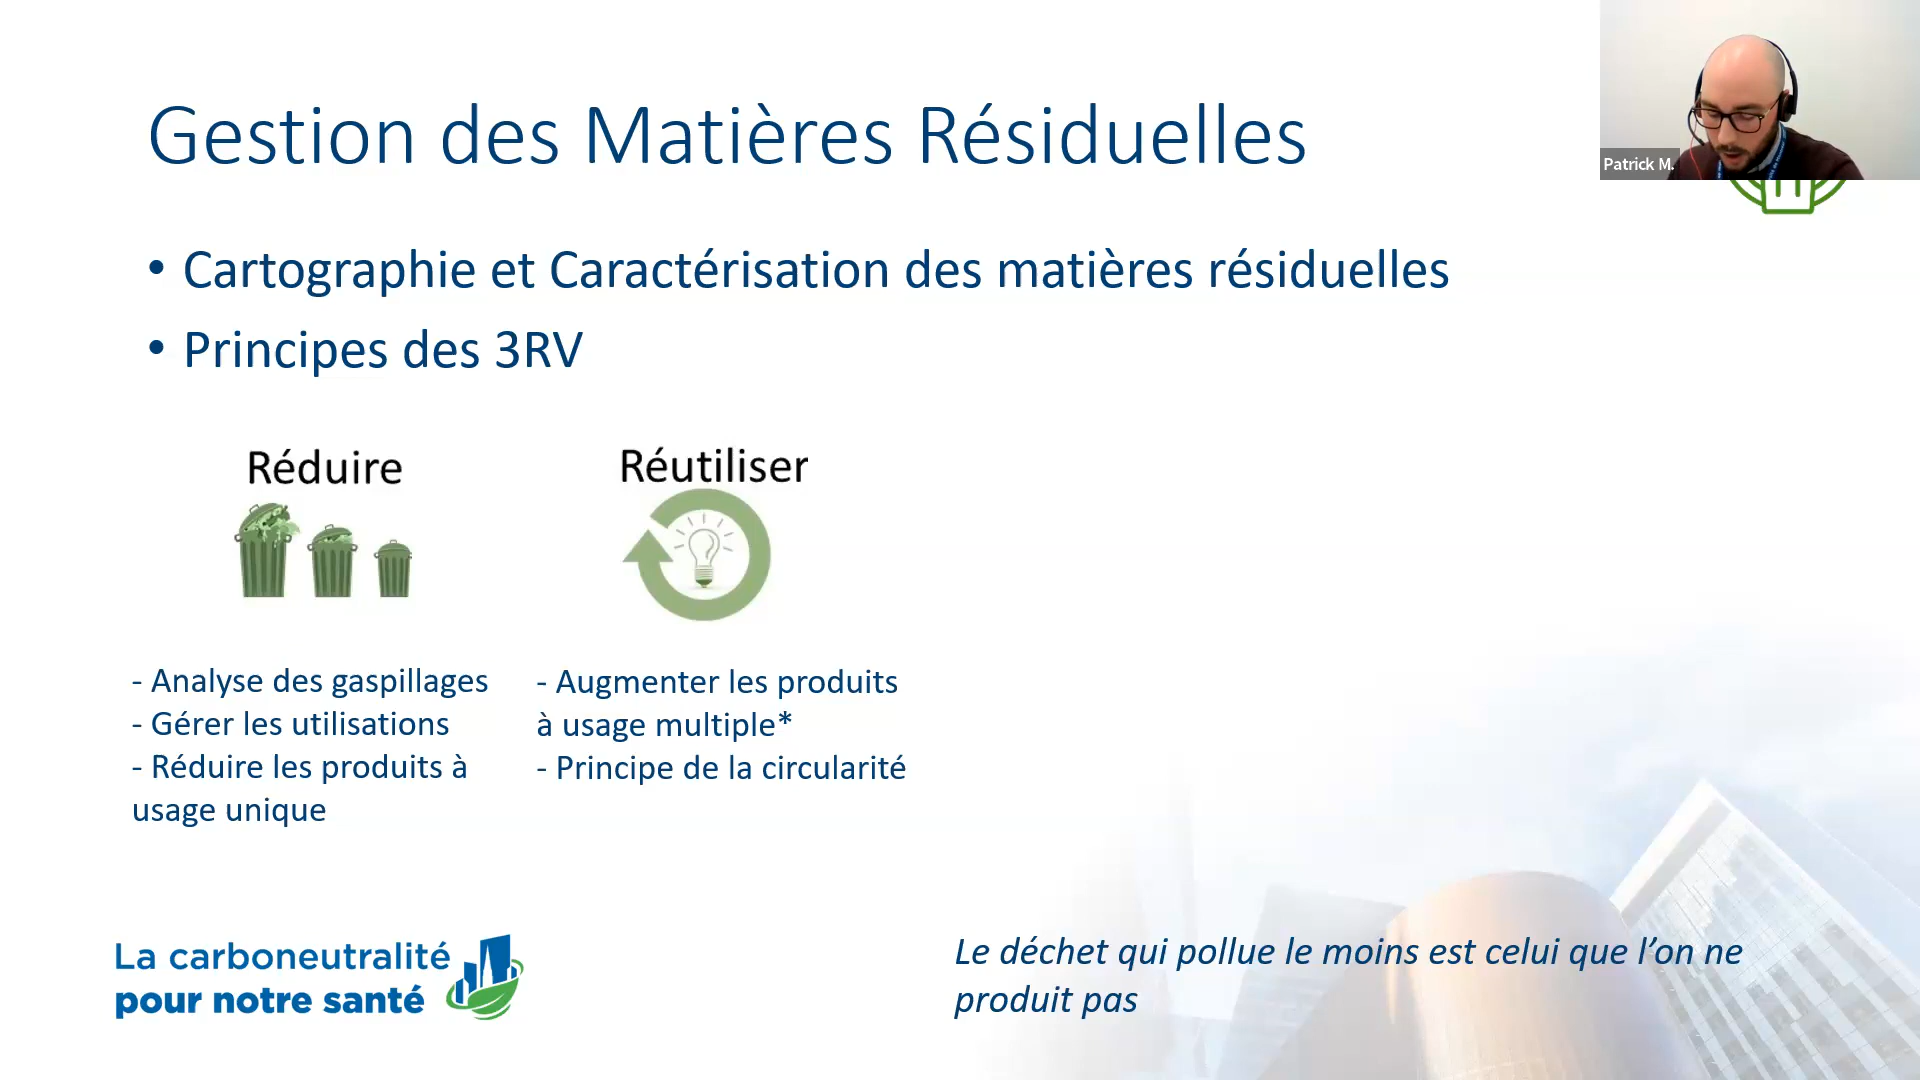 Gestion des Matières Résiduelles
Patrick M.
• Cartographie et Caractérisation des matières résiduelles
• Principes des 3RV
Réduire
Réutiliser
- Analyse des gaspillages
- Gérer les utilisations
- Réduire les produits à
usage unique
- Augmenter les produits
à usage multiple*
- Principe de la circularité
La carboneutralité
pour notre santé
Le déchet qui pollue le moins est celui que l’on ne
produit pas